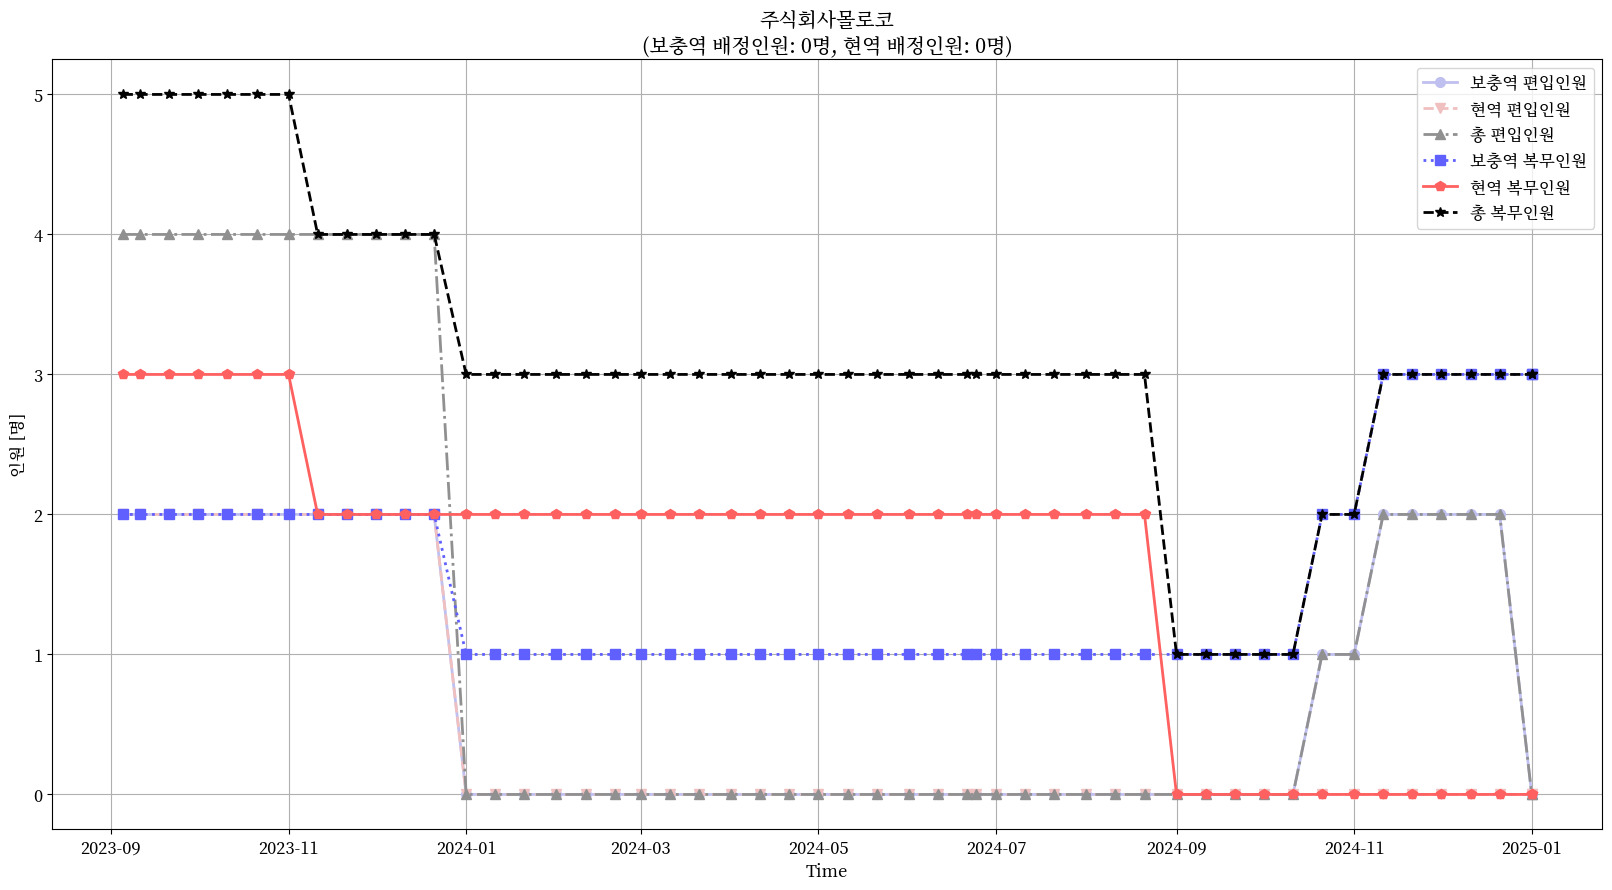 주식회사몰로코
(보충역 배정인원: 0명, 현역 배정인원: 0명)
보충역 편입인원
현역 편입인원
총 편입인원
보충역 복무인원
현역 복무인원
총 복무인원
인원 [명]
5
4
3
2
1
0
2023-09
2023-11
2024-01
2024-03
2024-05
2024-07
2024-09
2024-11
2025-01
Time